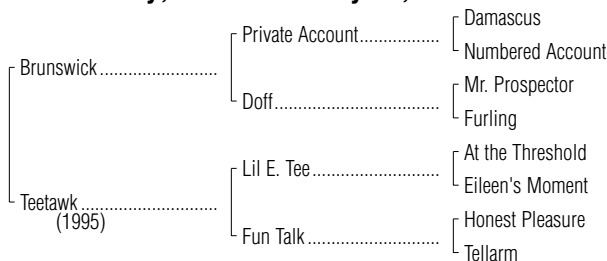 Damascus
Private Account..................
Numbered Account
Brunswick..........................
Mr. Prospector
Doff.....................................
Furling
At the Threshold
Lil E. Tee............................
Eileen's Moment
Teetawk..............................
(1995)
Honest Pleasure
Fun Talk.............................
Tellarm